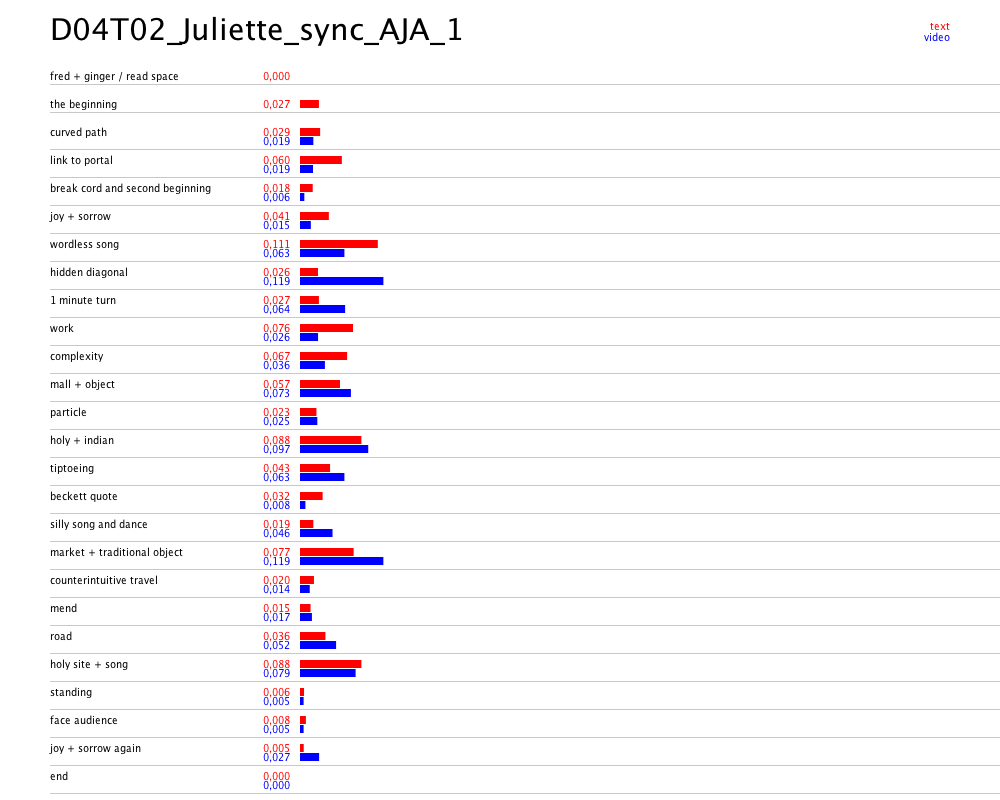 D04T02_Juliette_sync_AJA_1
text
video
fred + ginger / read space 0,000
the beginning 0,027
curved path 0,029
0,019
link to portal 0,060
0,019
break cord and second beginning 0,018
0,006
joy + sorrow 0,041
0,015
wordless song 0,111
0,063
hidden diagonal 0,026
0,119
1 minute turn 0,027
0,064
work 0,076
0,026
complexity 0,067
0,036
mall + object 0,057
0,073
particle 0,023
0,025
holy + indian 0,088
0,097
tiptoeing 0,043
0,063
beckett quote 0,032
0,008
silly song and dance 0,019
0,046
market + traditional object 0,077
0,119
counterintuitive travel 0,020
0,014
mend 0,015
0,017
road 0,036
0,052
holy site + song 0,088
0,079
standing 0,006
0,005
face audience 0,008
0,005
joy + sorrow again 0,005
0,027
end 0,000
0,000